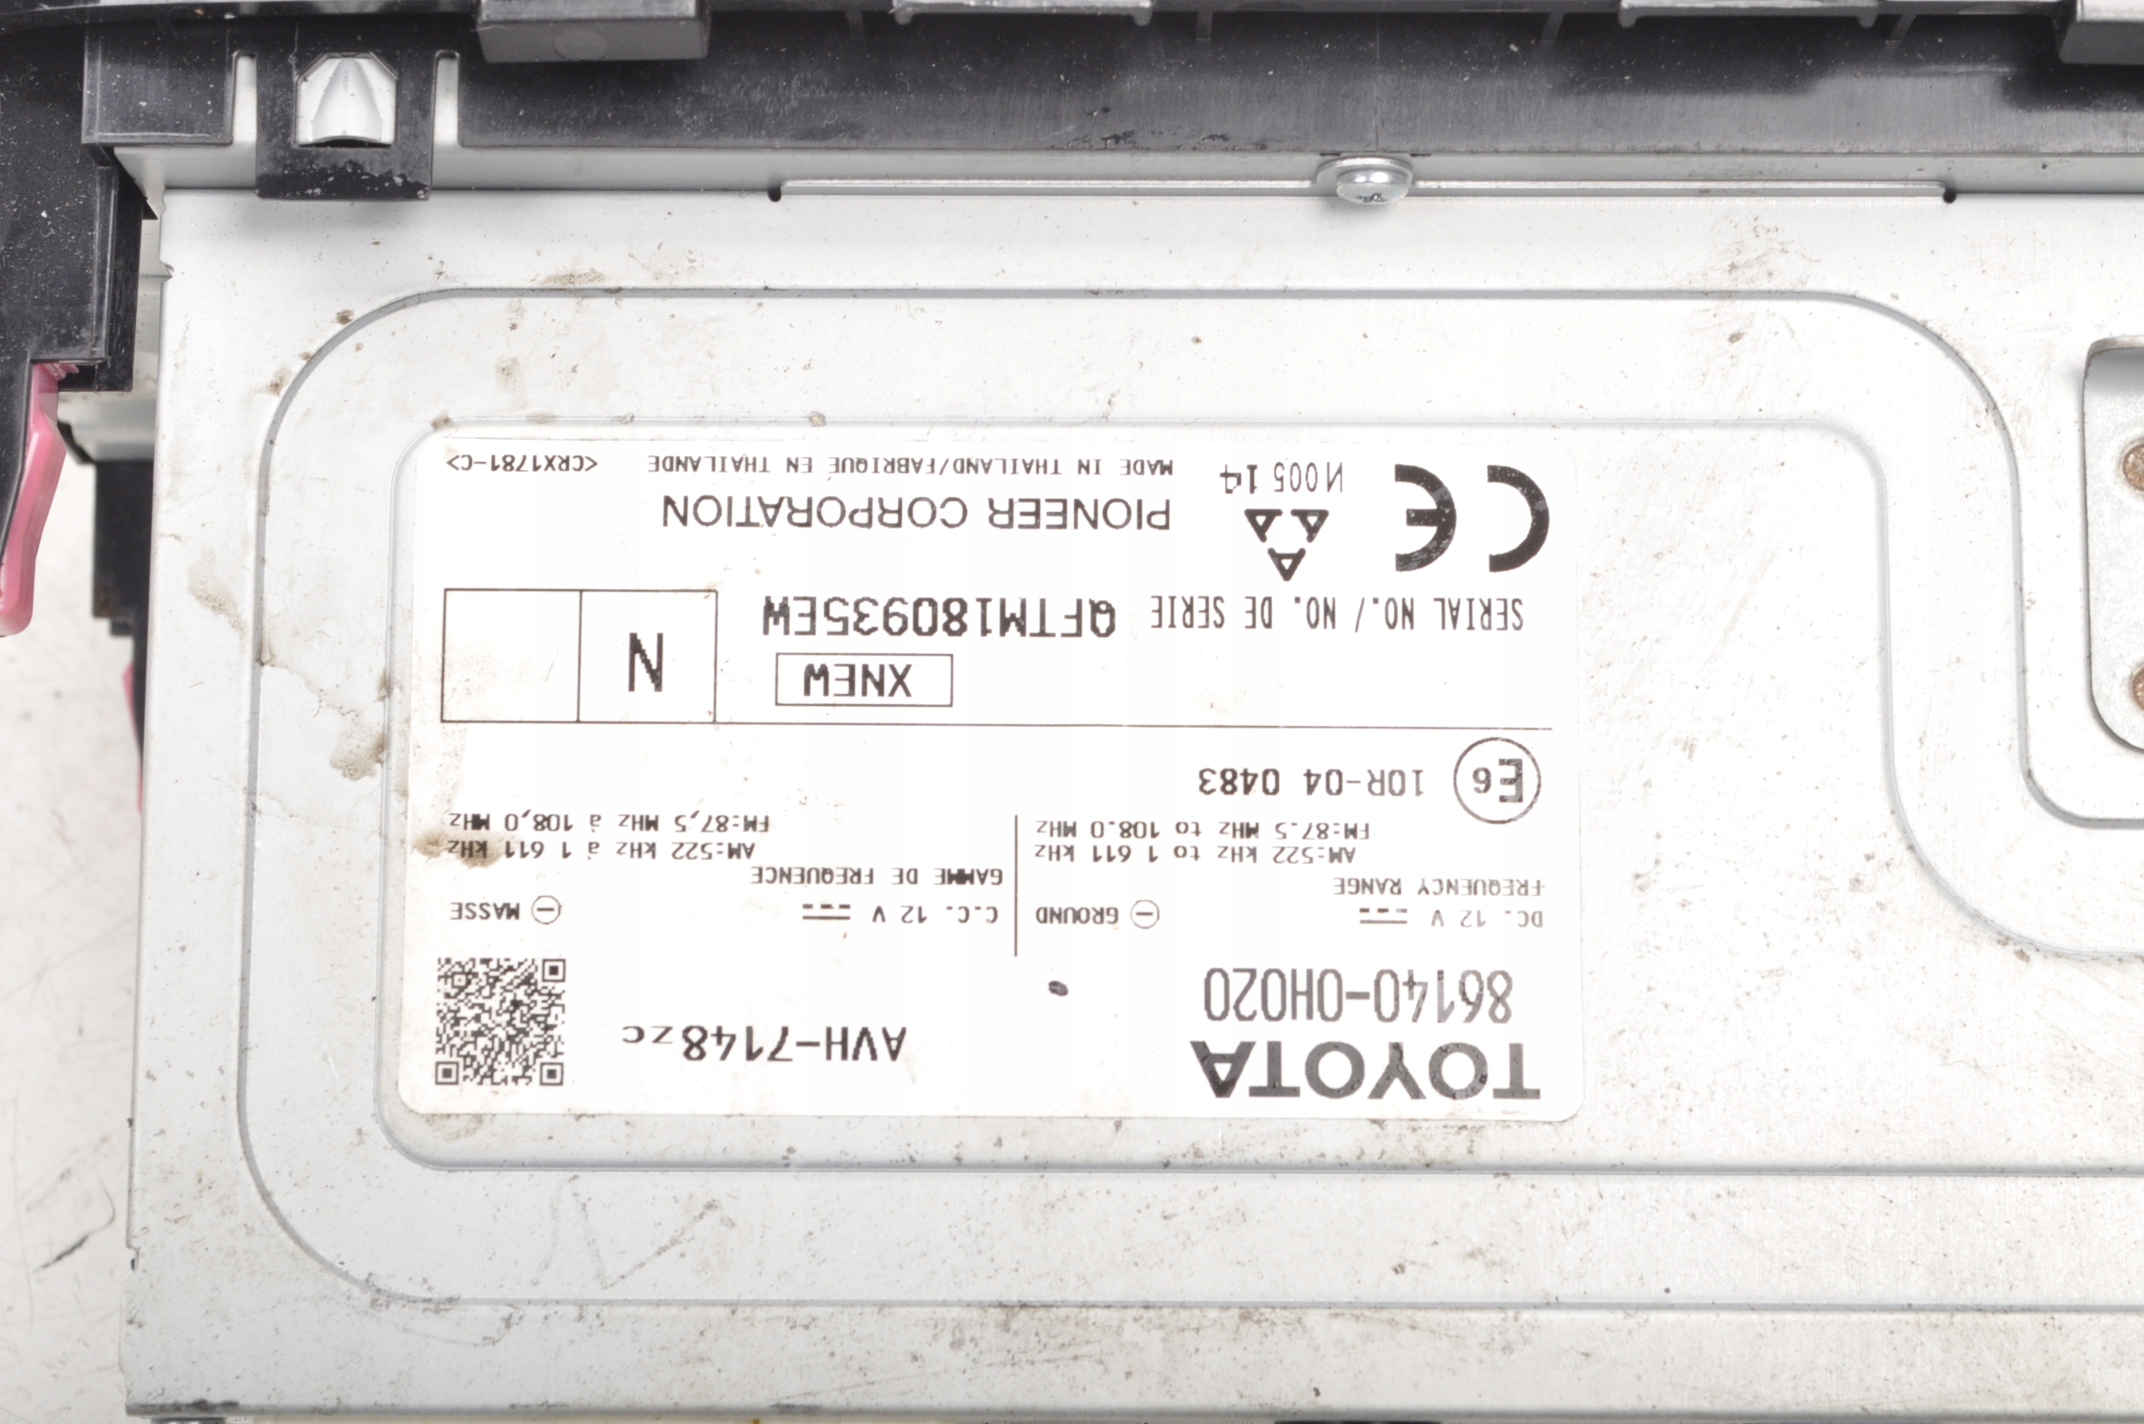 TOYOTA
86140-0H020
AVH-7148zc
DC. 12 V GROUND
FREQUENCY RANGE
AM:522 kHz to 1 611 kHz
FM:87.5 MHz to 108.0 MHz
C.C. 12 V MASSE
GAMME DE FREQUENCE
AM:522 kHz à 1 611 kHz
FM:87,5 MHz à 108,0 MHz
E6 10R-04 0483
XNEW
N
SERIAL NO./ NO. DE SERIE QFTM180935EW
CE
A A A
PIONEER CORPORATION
И005 14
MADE IN THAILAND/FABRIQUE EN THAILANDE <CRX1781-C>